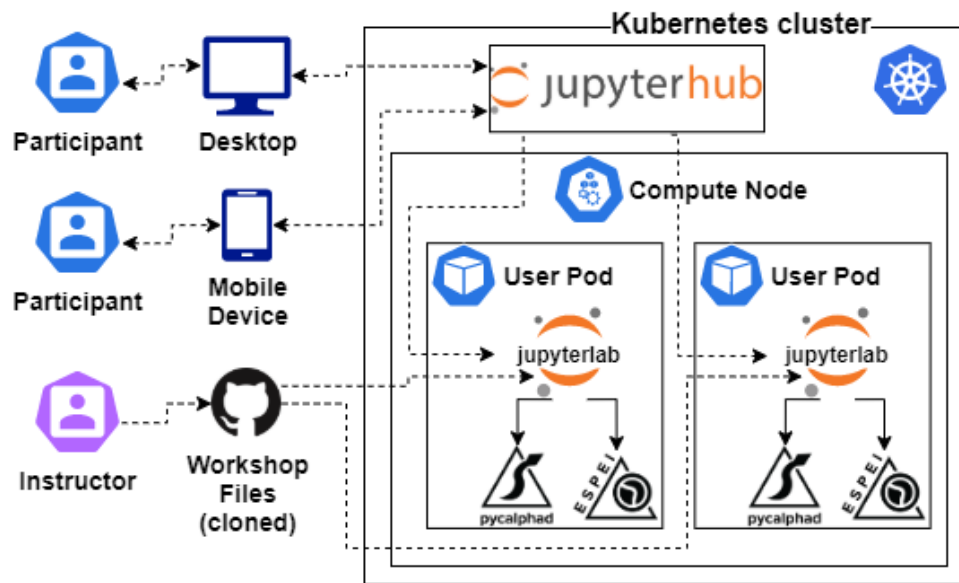 Kubernetes cluster
jupyterhub
Participant
Desktop
Compute Node
Participant
Mobile
Device
User Pod
jupyterlab
pycalphad
ESPEI
User Pod
jupyterlab
pycalphad
ESPEI
Instructor
Workshop
Files
(cloned)